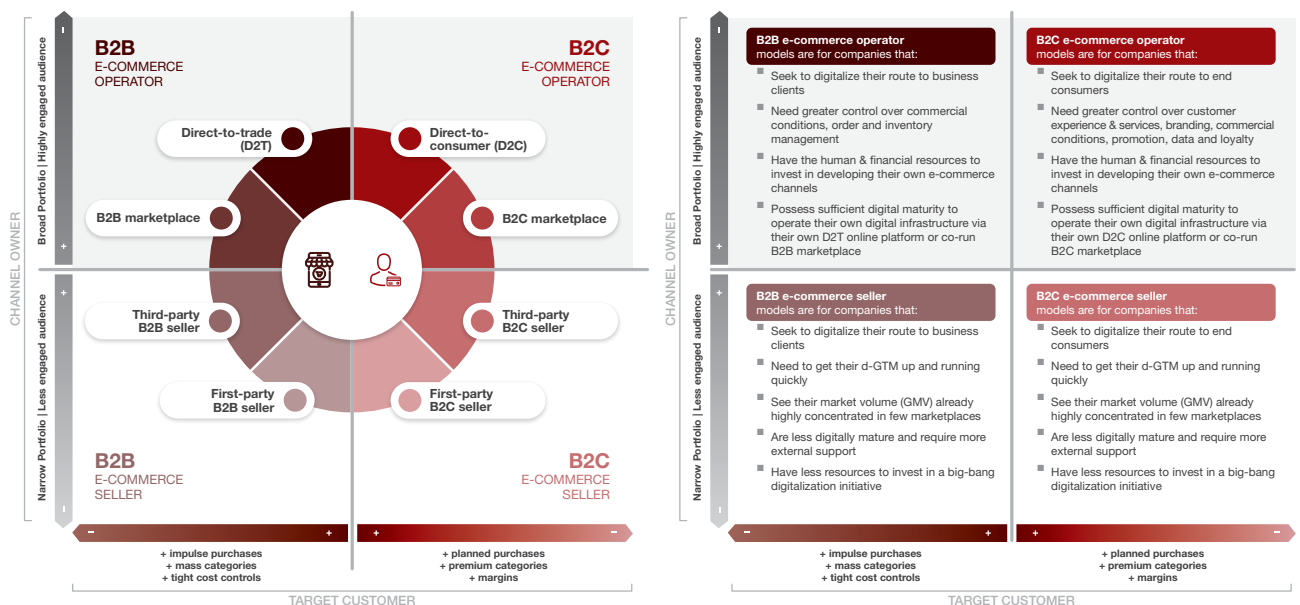 CHANNEL OWNER
Broad Portfolio | Highly engaged audience
Narrow Portfolio | Less engaged audience
B2B
E-COMMERCE
OPERATOR
B2C
E-COMMERCE
OPERATOR
Direct-to-trade
(D2T)
Direct-to-
consumer (D2C)
B2B marketplace
B2C marketplace
Third-party
B2B seller
Third-party
B2C seller
First-party
B2B seller
First-party
B2C seller
B2B
E-COMMERCE
SELLER
B2C
E-COMMERCE
SELLER
+ impulse purchases
+ mass categories
+ tight cost controls
+ planned purchases
+ premium categories
+ margins
TARGET CUSTOMER
CHANNEL OWNER
Broad Portfolio | Highly engaged audience
Narrow Portfolio | Less engaged audience
B2B e-commerce operator
models are for companies that:
Seek to digitalize their route to business
clients
Need greater control over commercial
conditions, order and inventory
management
Have the human & financial resources to
invest in developing their own e-commerce
channels
Possess sufficient digital maturity to
operate their own digital infrastructure via
their own D2T online platform or co-run
B2B marketplace
B2C e-commerce operator
models are for companies that:
Seek to digitalize their route to end
consumers
Need greater control over customer
experience & services, branding, commercial
conditions, promotion, data and loyalty
Have the human & financial resources to
invest in developing their own e-commerce
channels
Possess sufficient digital maturity to
operate their own digital infrastructure via
their own D2C online platform or co-run
B2C marketplace
B2B e-commerce seller
models are for companies that:
Seek to digitalize their route to business
clients
Need to get their d-GTM up and running
quickly
See their market volume (GMV) already
highly concentrated in few marketplaces
Are less digitally mature and require more
external support
Have less resources to invest in a big-bang
digitalization initiative
B2C e-commerce seller
models are for companies that:
Seek to digitalize their route to end
consumers
Need to get their d-GTM up and running
quickly
See their market volume (GMV) already
highly concentrated in few marketplaces
Are less digitally mature and require more
external support
Have less resources to invest in a big-bang
digitalization initiative
+ impulse purchases
+ mass categories
+ tight cost controls
+ planned purchases
+ premium categories
+ margins
TARGET CUSTOMER